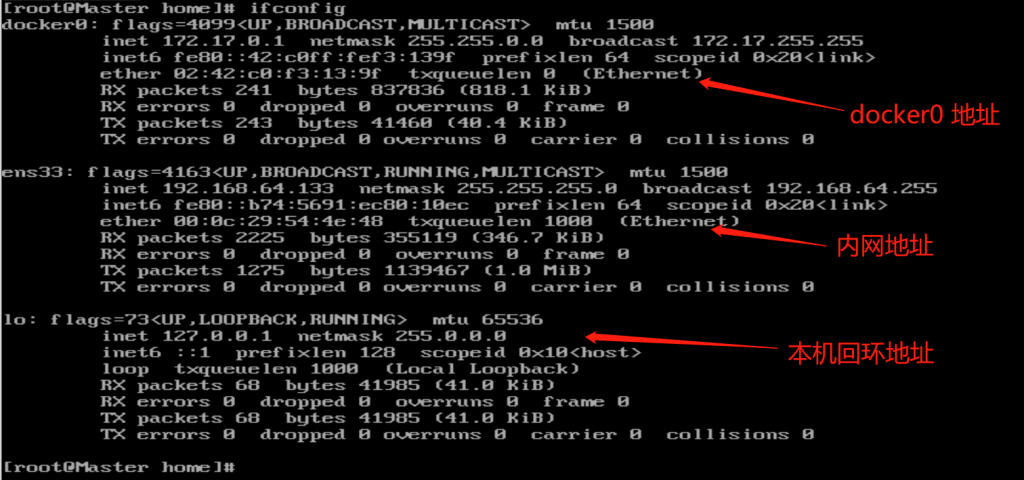 [root@Master home]# ifconfig
docker0: flags=4099<UP,BROADCAST,MULTICAST>  mtu 1500
        inet 172.17.0.1  netmask 255.255.0.0  broadcast 172.17.255.255
        inet6 fe80::42:c0ff:fef3:139f  prefixlen 64  scopeid 0x20<link>
        ether 02:42:c0:f3:13:9f  txqueuelen 0  (Ethernet)
        RX packets 241  bytes 837836 (818.1 KiB)
        RX errors 0  dropped 0  overruns 0  frame 0
docker0 地址
        TX packets 243  bytes 41460 (40.4 KiB)
        TX errors 0  dropped 0 overruns 0  carrier 0  collisions 0
ens33: flags=4163<UP,BROADCAST,RUNNING,MULTICAST>  mtu 1500
        inet 192.168.64.133  netmask 255.255.255.0  broadcast 192.168.64.255
        inet6 fe80::b74:5691:ec80:10ec  prefixlen 64  scopeid 0x20<link>
        ether 00:0c:29:54:4e:48  txqueuelen 1000  (Ethernet)
        RX packets 2225  bytes 355119 (346.7 KiB)
内网地址
        RX errors 0  dropped 0  overruns 0  frame 0
        TX packets 1275  bytes 1139467 (1.0 MiB)
        TX errors 0  dropped 0 overruns 0  carrier 0  collisions 0
lo: flags=73<UP,LOOPBACK,RUNNING>  mtu 65536
        inet 127.0.0.1  netmask 255.0.0.0
        inet6 ::1  prefixlen 128  scopeid 0x10<host>
本机回环地址
        loop  txqueuelen 1000  (Local Loopback)
        RX packets 68  bytes 41985 (41.0 KiB)
        RX errors 0  dropped 0  overruns 0  frame 0
        TX packets 68  bytes 41985 (41.0 KiB)
        TX errors 0  dropped 0 overruns 0  carrier 0  collisions 0
[root@Master home]#